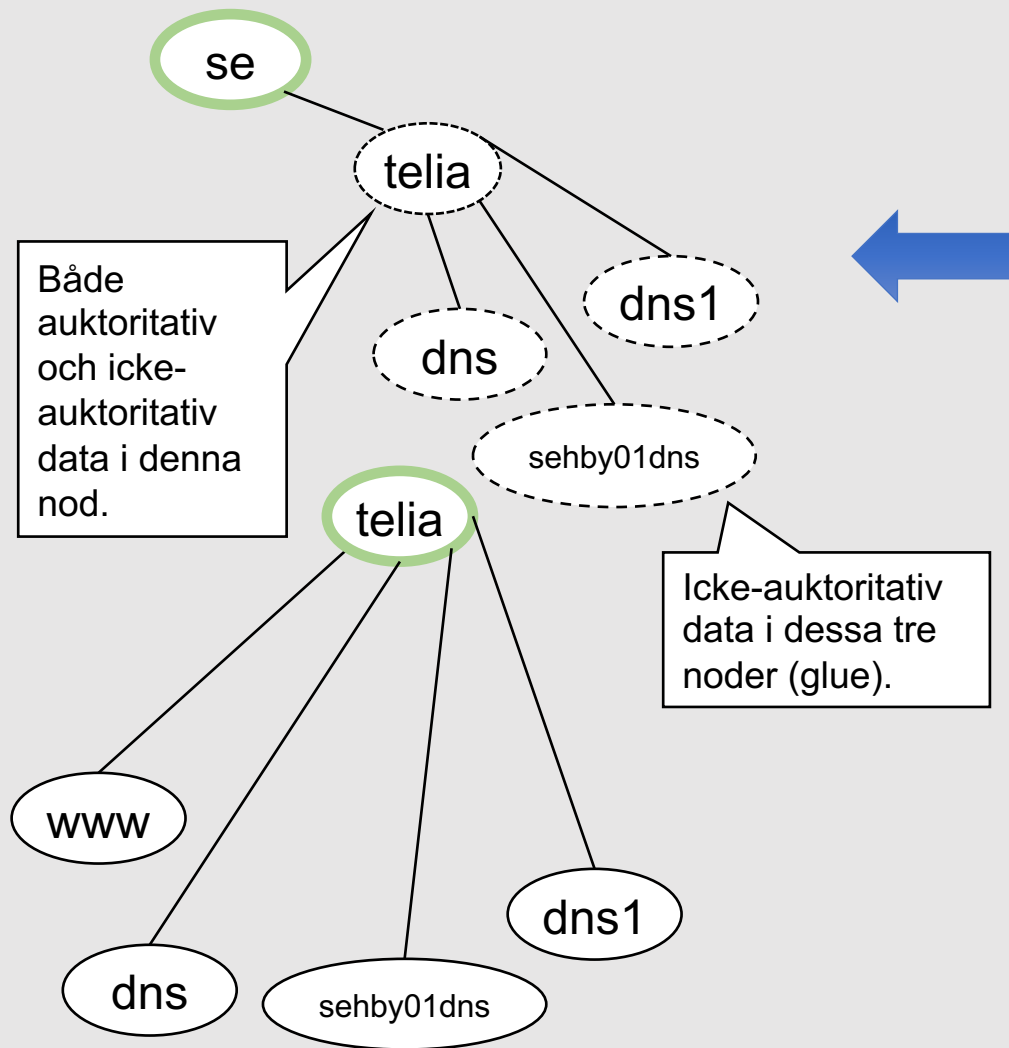 se
telia
Både
auktoritativ
och icke-
auktoritativ
data i denna
nod.
dns1
dns
sehby01dns
telia
Icke-auktoritativ
data i dessa tre
noder (glue).
www
dns1
dns
sehby01dns